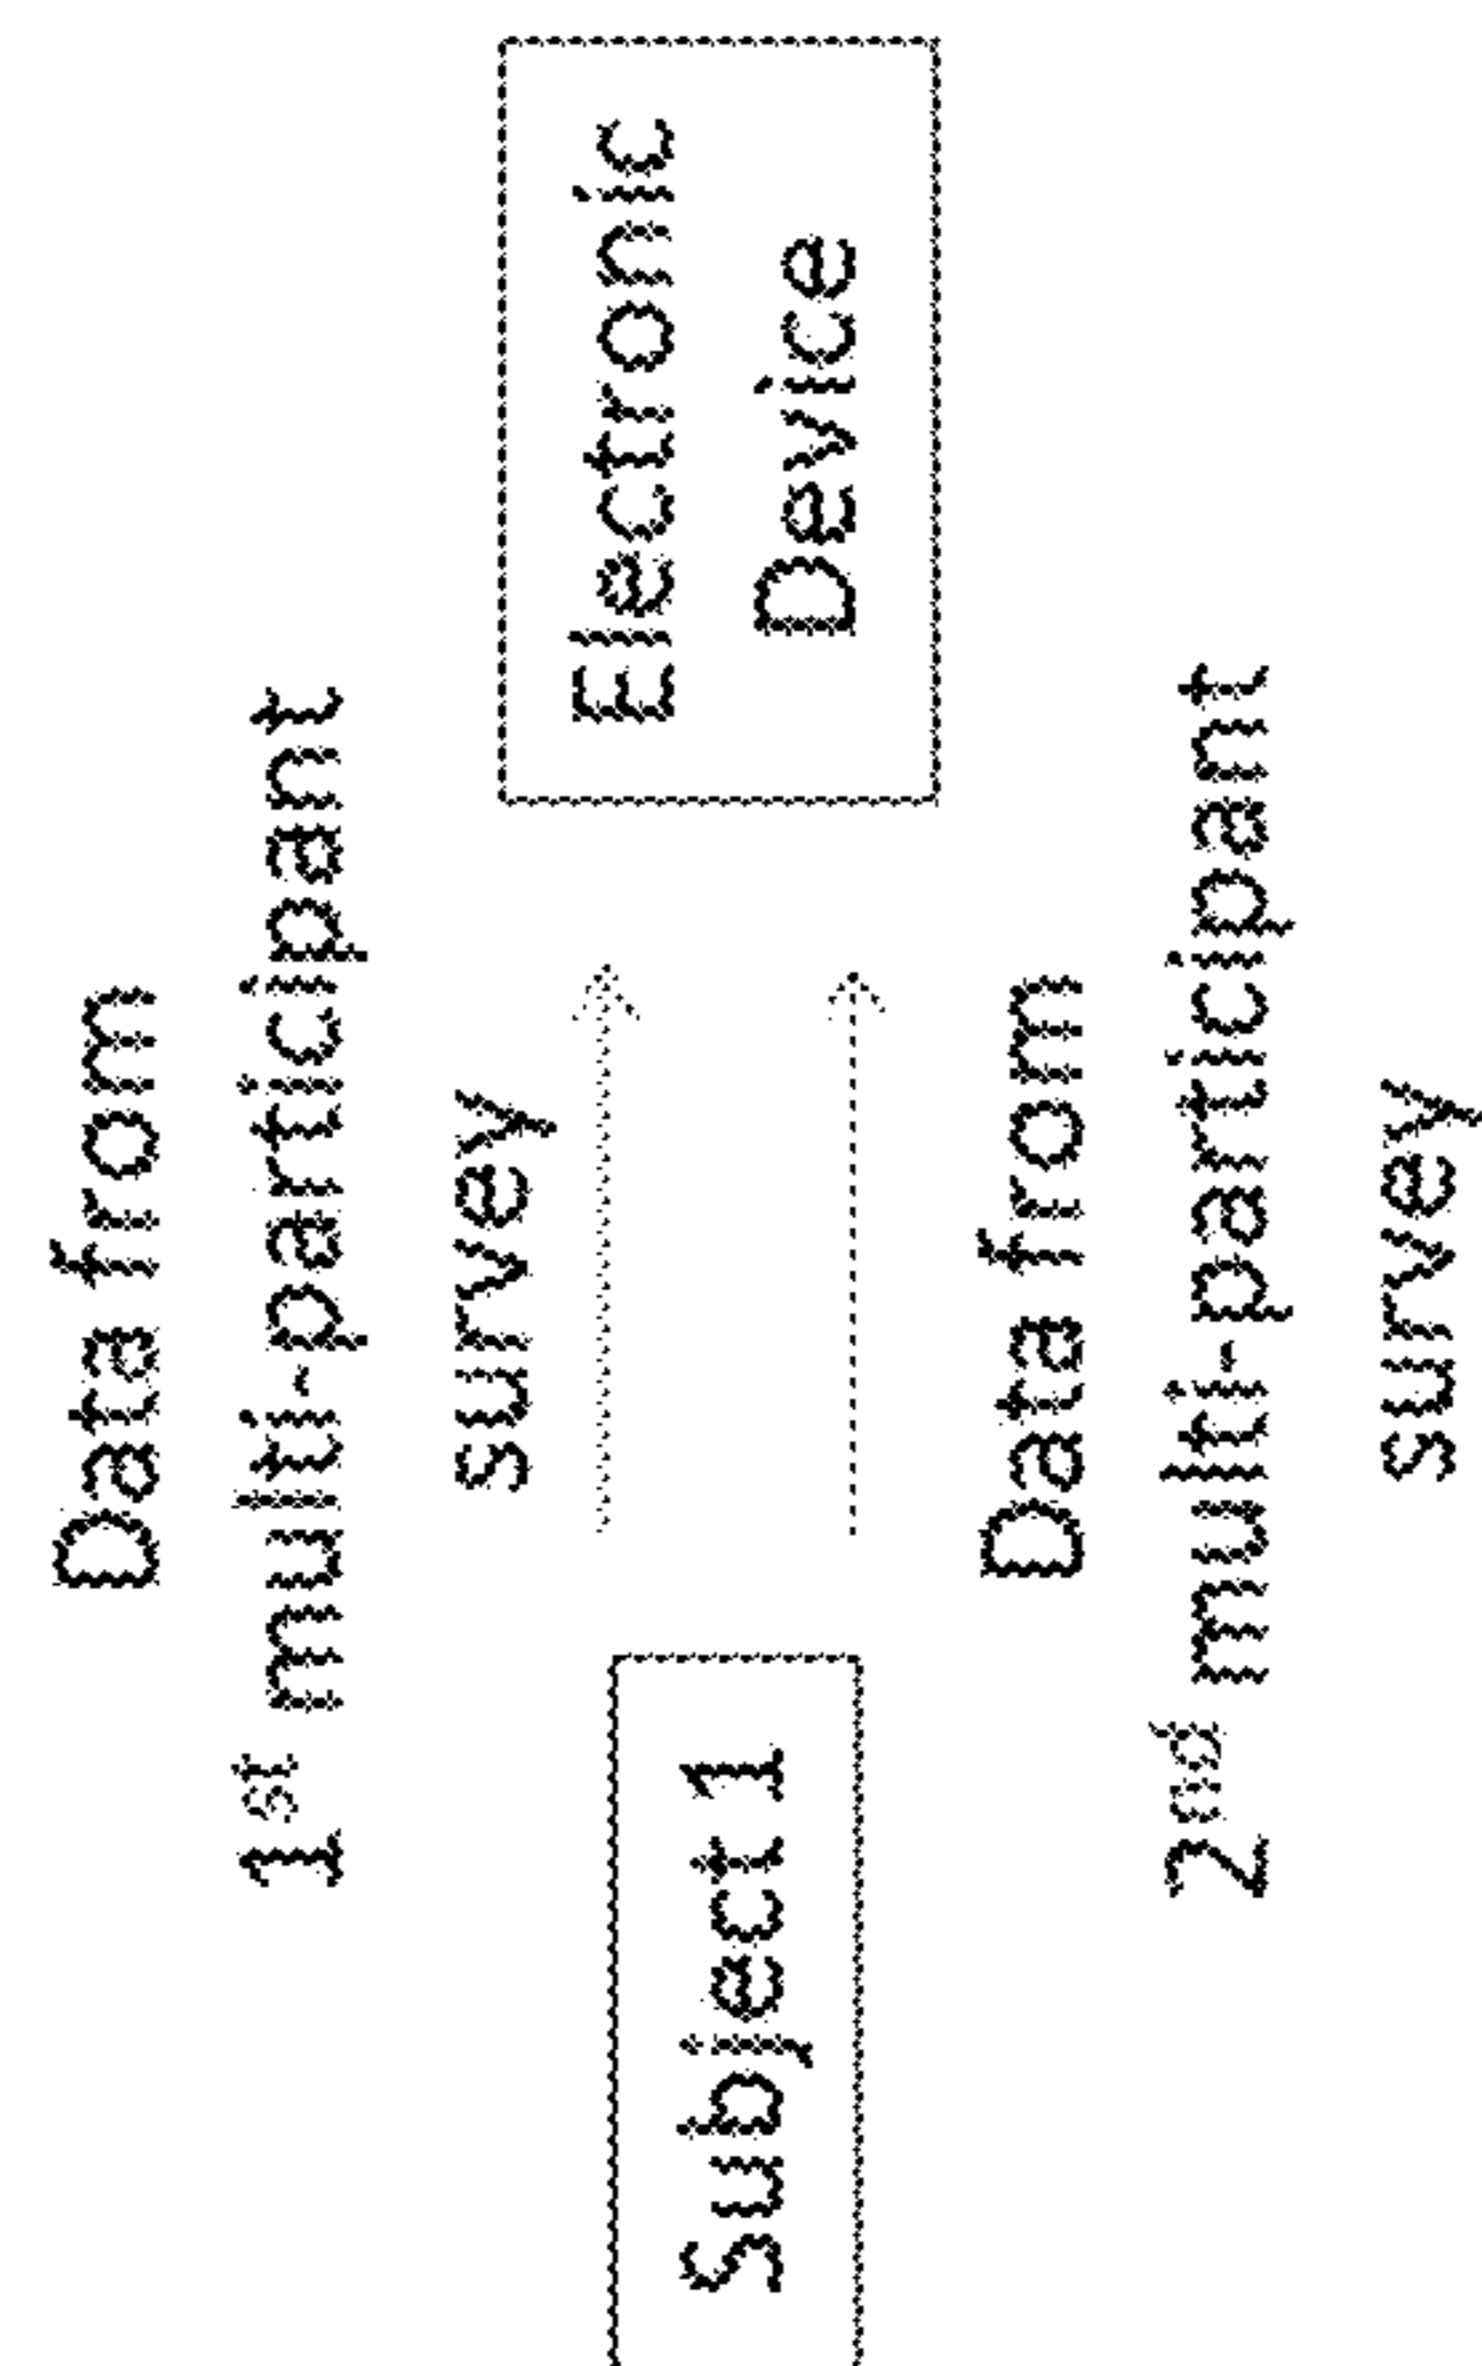 Data from
1st multi-participant
survey
Subject 1
Electronic
Device
Data from
2nd multi-participant
survey